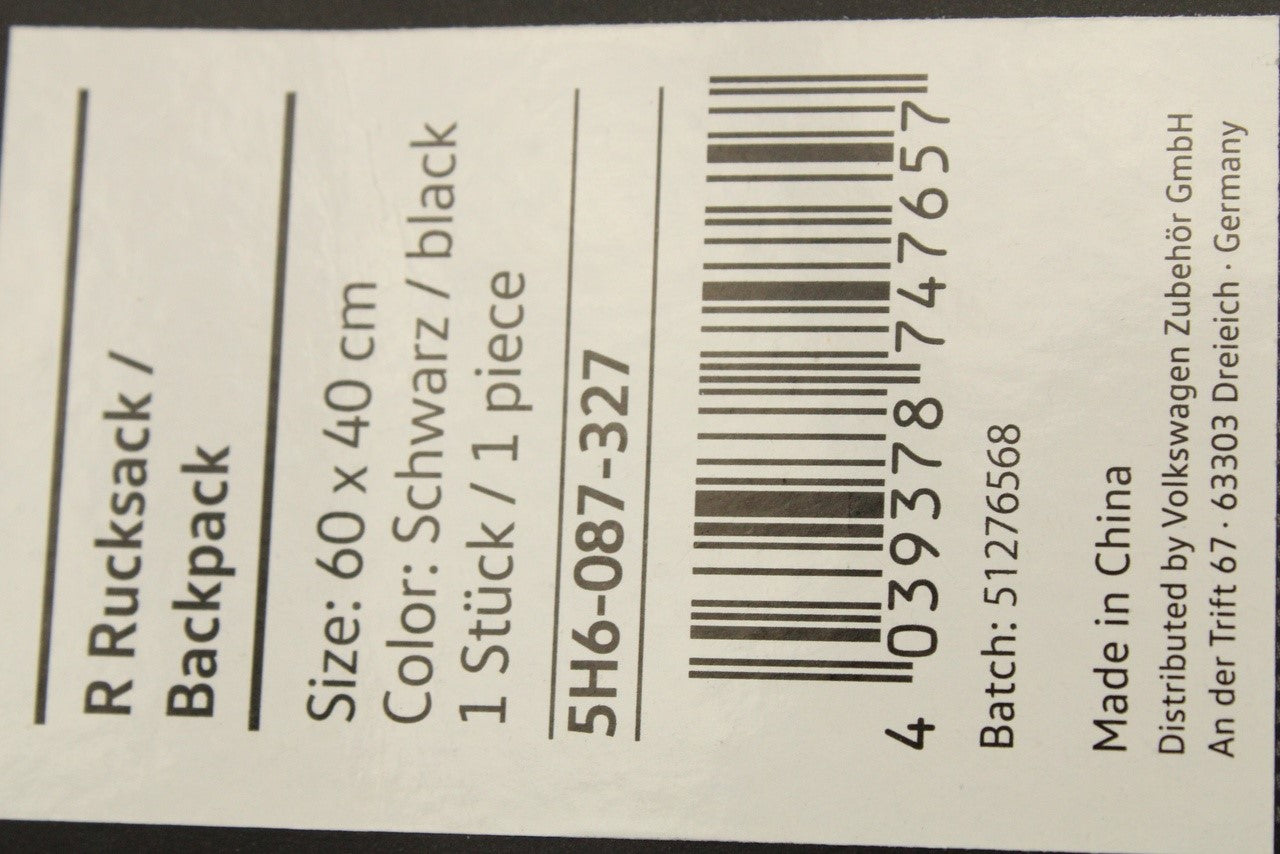 R Rucksack /
Backpack
Size: 60 x 40 cm
Color: Schwarz / black
1 Stück / 1 piece
5H6-087-327
4 039378 747657
Batch: 51276568
Made in China
Distributed by Volkswagen Zubehör GmbH
An der Trift 67 · 63303 Dreieich · Germany